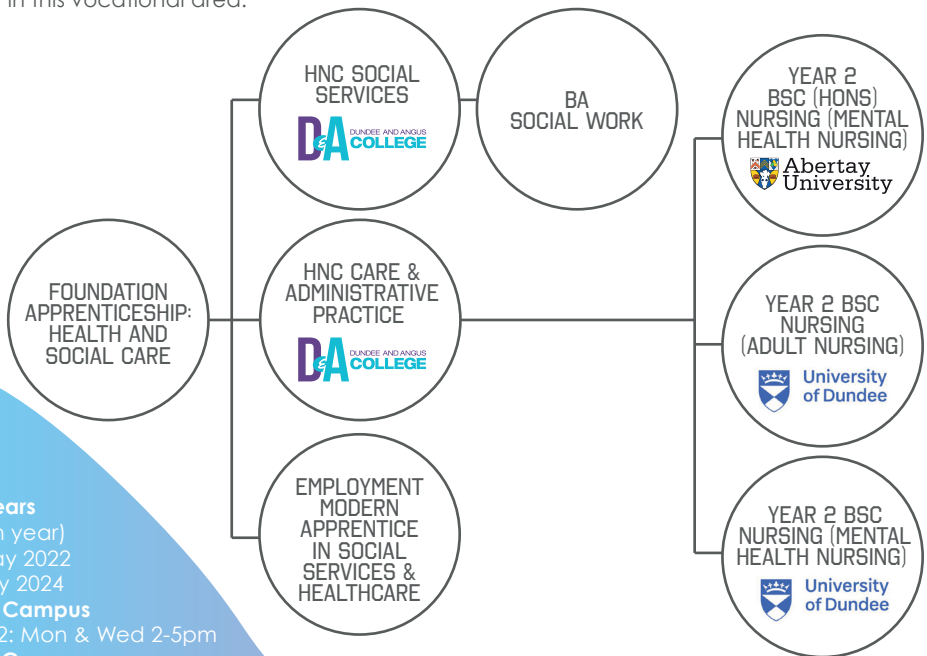 in this vocational area.
HNC SOCIAL
SERVICES
D&A DUNDEE AND ANGUS
COLLEGE
BA
SOCIAL WORK
YEAR 2
BSC (HONS)
NURSING (MENTAL
HEALTH NURSING)
Abertay
University
FOUNDATION
APPRENTICESHIP:
HEALTH AND
SOCIAL CARE
HNC CARE &
ADMINISTRATIVE
PRACTICE
D&A DUNDEE AND ANGUS
COLLEGE
YEAR 2 BSC
NURSING
(ADULT NURSING)
University
of Dundee
EMPLOYMENT
MODERN
APPRENTICE
IN SOCIAL
SERVICES &
HEALTHCARE
YEAR 2 BSC
NURSING (MENTAL
HEALTH NURSING)
University
of Dundee
ears
year)
ay 2022
y 2024
Campus
2: Mon & Wed 2-5pm